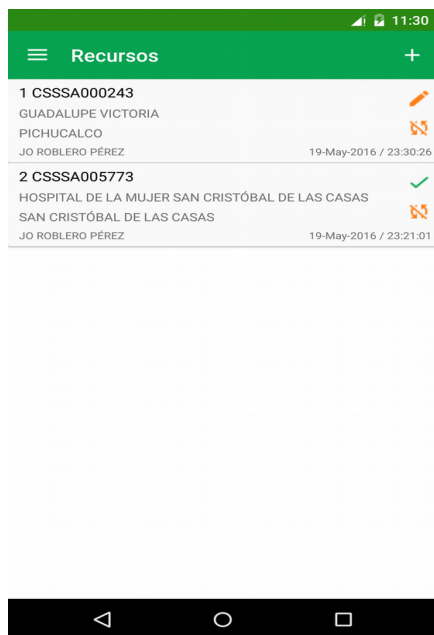 11:30
Recursos
1 CSSSA000243
GUADALUPE VICTORIA
PICHUCALCO
JO ROBLERO PÉREZ 19-May-2016 / 23:30:26
2 CSSSA005773
HOSPITAL DE LA MUJER SAN CRISTÓBAL DE LAS CASAS
SAN CRISTÓBAL DE LAS CASAS
JO ROBLERO PÉREZ 19-May-2016 / 23:21:01